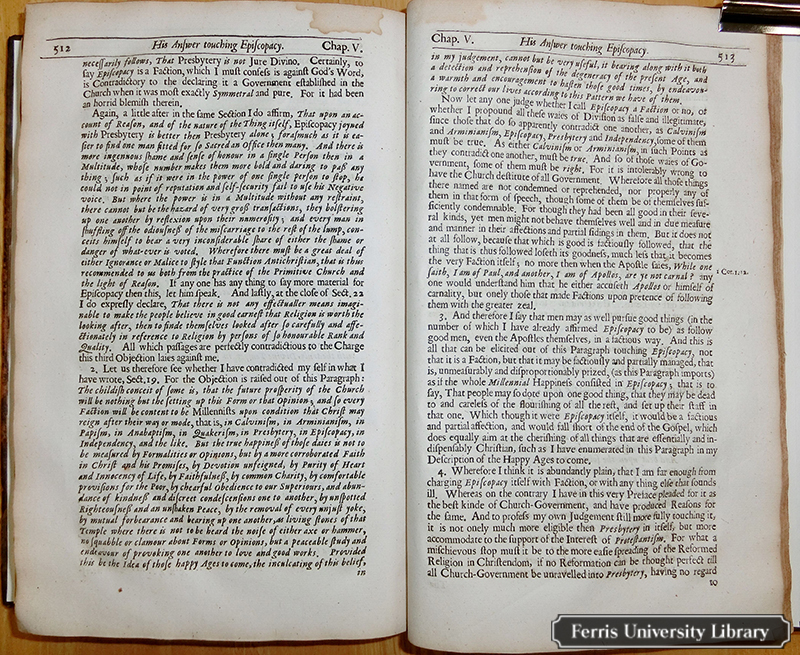 512 His Anſwer touching Epiſcopacy. Chap. V.
neceſſarily follows, That Presbytery is not Jure Divino. Certainly, to
ſay Epiſcopacy is a Faction, which I muſt confeſs is againſt God's Word,
is Contradictory to the declaring it a Government eſtabliſhed in the
Church when it was moſt exactly Symmetral and pure. For it had been
an horrid blemiſh therein,
Again, a little after in the ſame Section I do affirm, That upon an ac-
count of Reaſon, and of the nature of the Thing itſelf, Epiſcopacy joyned
with Presbytery is better then Presbytery alone; foraſmuch as it is ea-
ſier to find one man fitted for ſo Sacred an Office then many. And there is
more ingenuous ſhame and ſenſe of honour in a ſingle Perſon then in a
Multitude, whoſe number makes them more bold and daring to paſs any
thing; ſuch as if it were in the power of one ſingle perſon to ſtop, he
could not in point of reputation and ſelf-ſecurity fail to uſe his Negative
voice. But where the power is in a Multitude without any reſtraint,
there cannot but be the hazard of very groſs tranſactions, they bolſtering
up one another by reflexion upon their numeroſity; and every man in
ſhuffling off the odiouſneſs of the miſcarriage to the reſt of the lump, con-
ceits himſelf to bear a very inconſiderable ſhare of either the ſhame or
danger of what-ever is voted. Wherefore there muſt be a great deal of
either Ignorance or Malice to ſtyle that Function Antichriſtian, that is thus
recommended to us both from the practice of the Primitive Church and
the light of Reaſon. If any one has any thing to ſay more material for
Epiſcopacy then this, let him ſpeak. And laſtly, at the cloſe of Sect. 22
I do expreſly declare, That there is not any effectualler means imagi-
nable to make the people believe in good earneſt that Religion is worth the
looking after, then to finde themſelves looked after ſo carefully and affe-
ctionately in reference to Religion by perſons of ſo honourable Rank and
Quality. All which paſſages are perfectly contradictious to the Charge
this third Objection laies againſt me.
2. Let us therefore ſee whether I have contradicted my ſelf in what I
have wrote, Sect. 19. For the Objection is raiſed out of this Paragraph:
The childiſh conceit of ſome is, that the future proſperity of the Church
will be nothing but the ſetting up this Form or that Opinion; and ſo every
Faction will be content to be Millenniſts upon condition that Chriſt may
reign after their way or mode, that is, in Calviniſm, in Arminianiſm, in
Papiſm, in Anabaptiſm, in Quakeriſm, in Presbytery, in Epiſcopacy, in
Independency, and the like. But the true happineſs of thoſe dates is not to
be meaſured by Formalities or Opinions, but by a more corroborated Faith
in Chriſt and his Promiſes, by Devotion unfeigned, by Purity of Heart
and Innocency of Life, by Faithfulneſs, by common Charity, by comfortable
proviſions for the Poor, by chearful Obedience to our Superiours, and abun-
dance of kindneſs and diſcreet condeſcenſions one to another, by unſpotted
Righteouſneſs and an unſhaken Peace, by the removal of every unjuſt yoke,
by mutual forbearance and bearing up one another, as living ſtones of that
Temple where there is not to be heard the noiſe of either axe or hammer,
no ſquabble or clamour about Forms or Opinions, but a peaceable ſtudy and
endeavour of provoking one another to love and good works. Provided
this be the Idea of thoſe happy Ages to come, the inculcating of this belief,
in
Chap. V. His Anſwer touching Epiſcopacy. 513
in my judgement, cannot but be very uſeful, it bearing along with it both
a detection and reprehenſion of the degeneracy of the preſent Age, and
a warmth and encouragement to haſten thoſe good times, by endeavou-
ring to correct our lives according to this Pattern we have of them.
Now let any one judge whether I call Epiſcopacy a Faction or no, or
whether I propound all theſe waies of Diviſion as falſe and illegitimate,
ſince thoſe that do ſo apparently contradict one another, as Calviniſm
and Arminianiſm, Epiſcopacy, Presbytery and Independency, ſome of them
muſt be true. As either Calviniſm or Arminianiſm, in ſuch Points as
they contradict one another, muſt be true. And ſo of thoſe waies of Go-
vernment, ſome of them muſt be right. For it is intolerably wrong to
have the Church deſtitute of all Government. Wherefore all thoſe things
there named are not condemned or reprehended, nor properly any of
them in that form of ſpeech, though ſome of them be of themſelves ſuf-
ficiently condemnable. For though they had been all good in their ſeve-
ral kinds, yet men might not behave themſelves well and in due meaſure
and manner in their affections and partial ſidings in them. But it does not
at all follow, becauſe that which is good is factiouſly followed, that the
thing that is thus followed loſeth its goodneſs, much leſs that it becomes
the very Faction itſelf; no more then when the Apoſtle ſaies, While one
ſaith, I am of Paul, and another, I am of Apollos, are ye not carnal? any
1 Cor. 1. 12.
one would underſtand him that he either accuſeth Apollos or himſelf of
carnality, but onely thoſe that made Factions upon pretence of following
them with the greater zeal.
3. And therefore I ſay that men may as well purſue good things (in the
number of which I have already affirmed Epiſcopacy to be) as follow
good men, even the Apoſtles themſelves, in a factious way. And this is
all that can be elicited out of this Paragraph touching Epiſcopacy, not
that it is a Faction, but that it may be factiouſly and partially managed, that
is, unmeaſurably and diſproportionably prized, (as this Paragraph imports)
as if the whole Millennial Happineſs conſiſted in Epiſcopacy; that is to
ſay, That people may ſo dote upon one good thing, that they may be dead
to and careleſs of the flouriſhing of all the reſt, and ſet up their ſtaff in
that one. Which though it were Epiſcopacy itſelf, it would be a factious
and partial affection, and would fall ſhort of the end of the Goſpel, which
does equally aim at the cheriſhing of all things that are eſſentially and in-
diſpenſably Chriſtian, ſuch as I have enumerated in this Paragraph in my
Deſcription of the Happy Ages to come,
4. Wherefore I think it is abundantly plain, that I am far enough from
charging Epiſcopacy itſelf with Faction, or with any thing elſe that ſounds
ill. Whereas on the contrary I have in this very Preface pleaded for it as
the beſt kinde of Church-Government, and have produced Reaſons for
the ſame. And to profeſs my own Judgement ſtill more fully touching it,
it is not onely much more eligible then Presbytery in itſelf, but more
accommodate to the ſupport of the Intereſt of Proteſtantiſm. For what a
miſchievous ſtop muſt it be to the more eaſie ſpreading of the Reformed
Religion in Chriſtendom, if no Reformation can be thought perfect till
all Church-Government be unravelled into Presbytery, having no regard
to
Ferris University Library